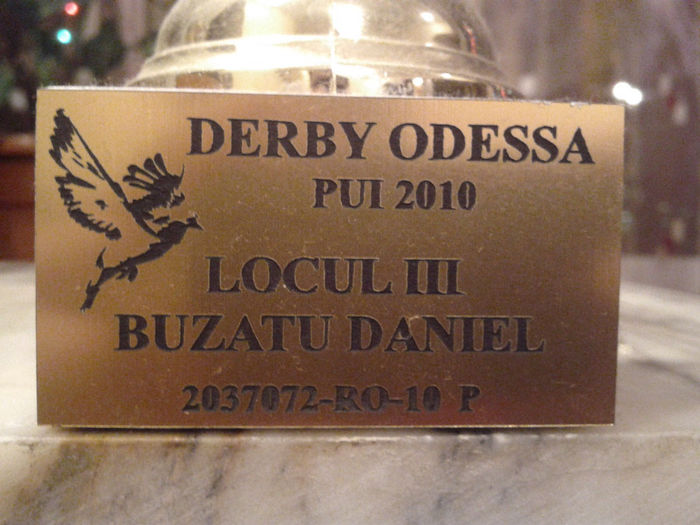 DERBY ODESSA
PUI 2010
LOCUL III
BUZATU DANIEL
2037072-RO-10 P